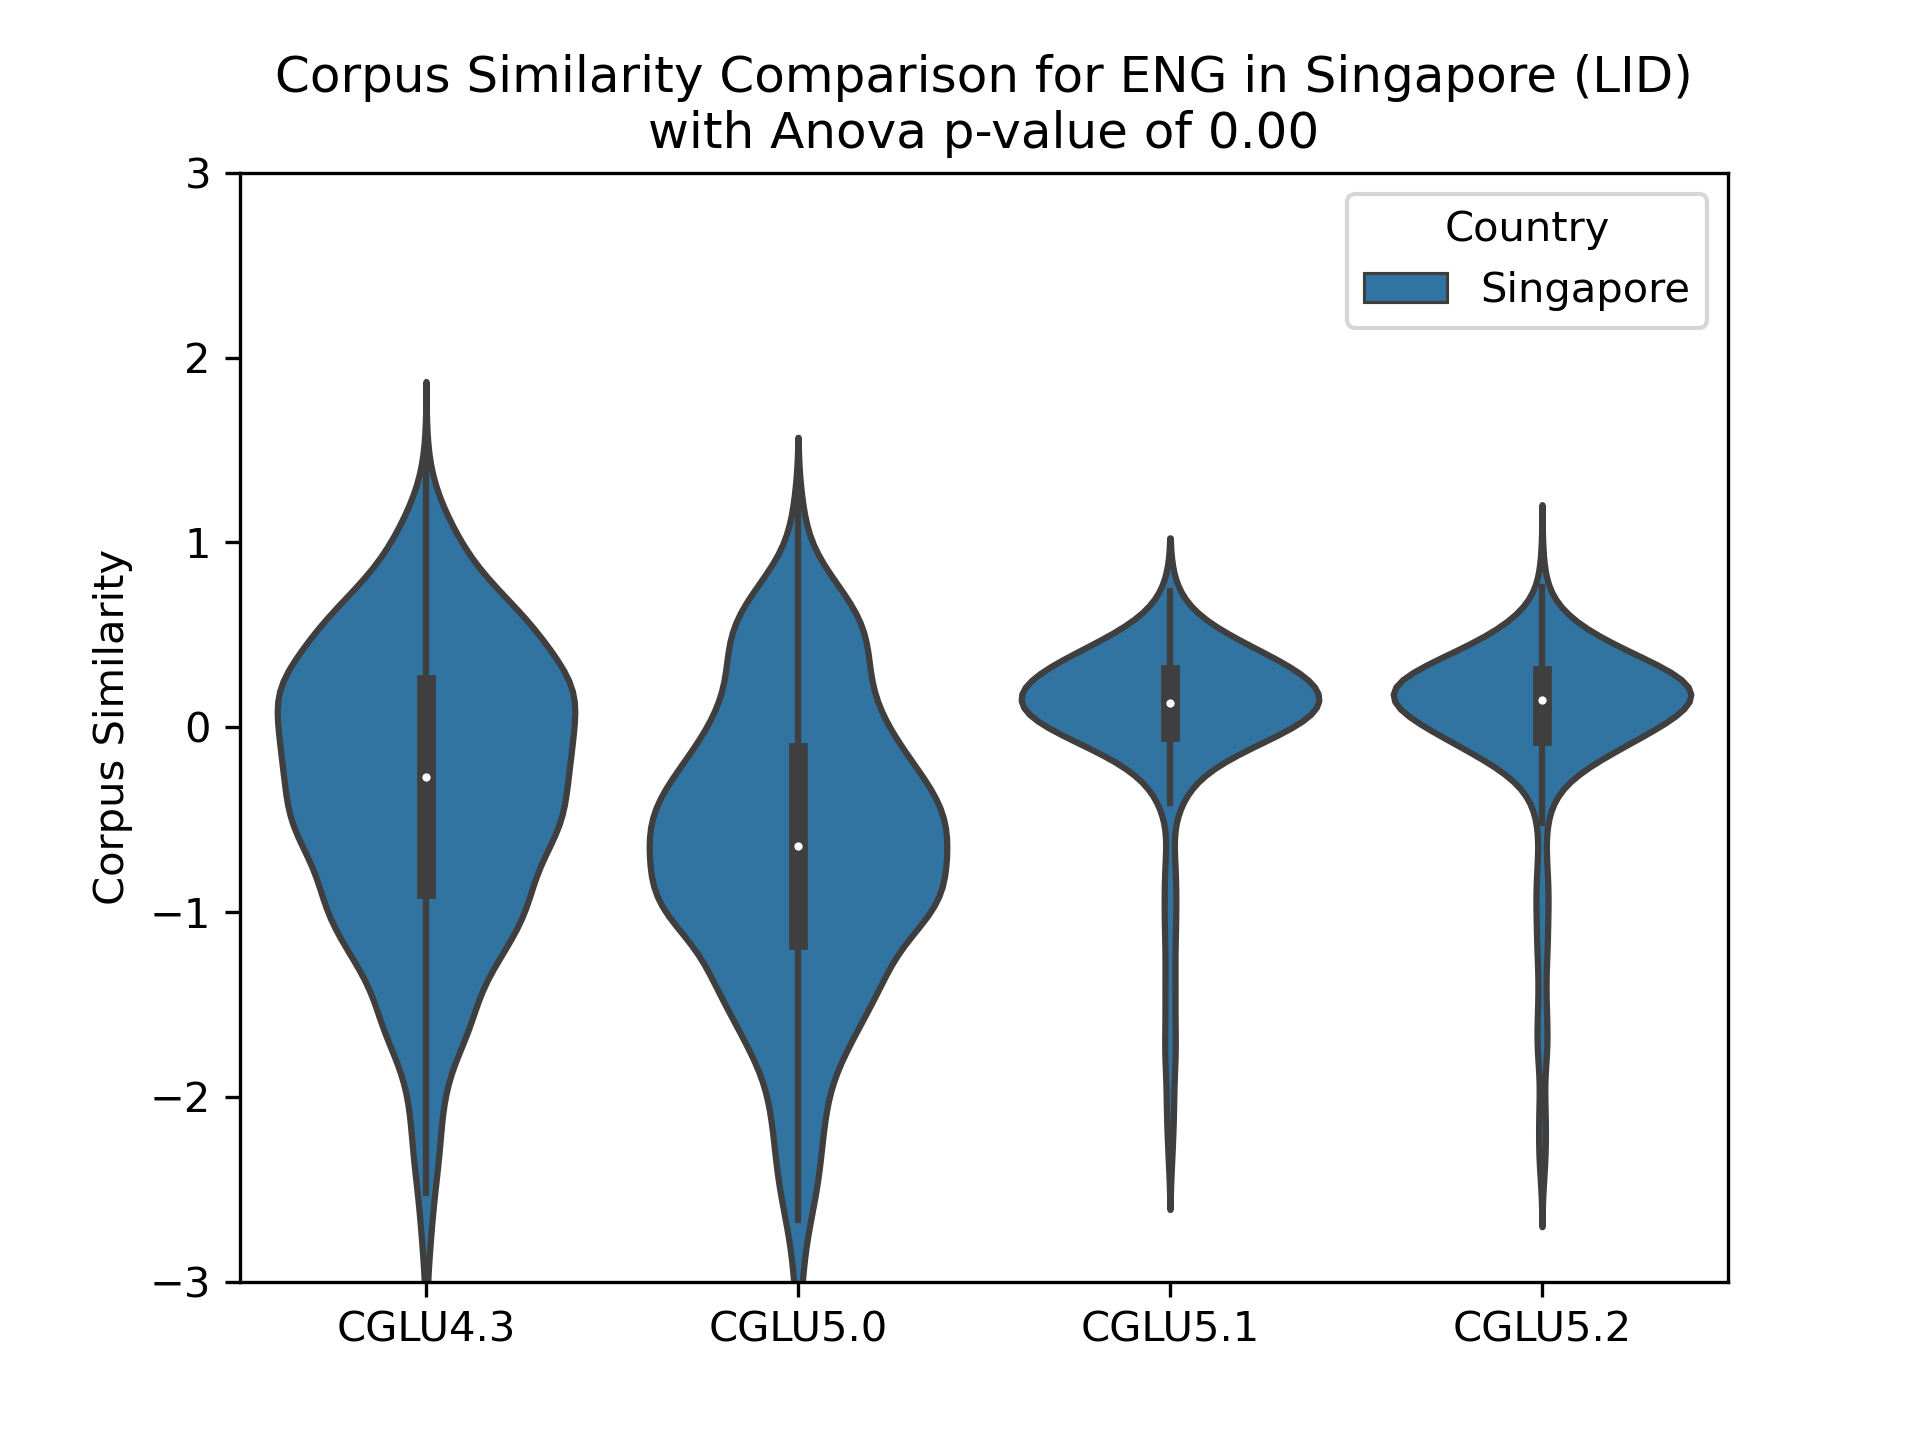 Corpus Similarity Comparison for ENG in Singapore (LID)
with Anova p-value of 0.00
3
2
1
0
−1
−2
−3
Corpus Similarity
Country
Singapore
CGLU4.3
CGLU5.0
CGLU5.1
CGLU5.2